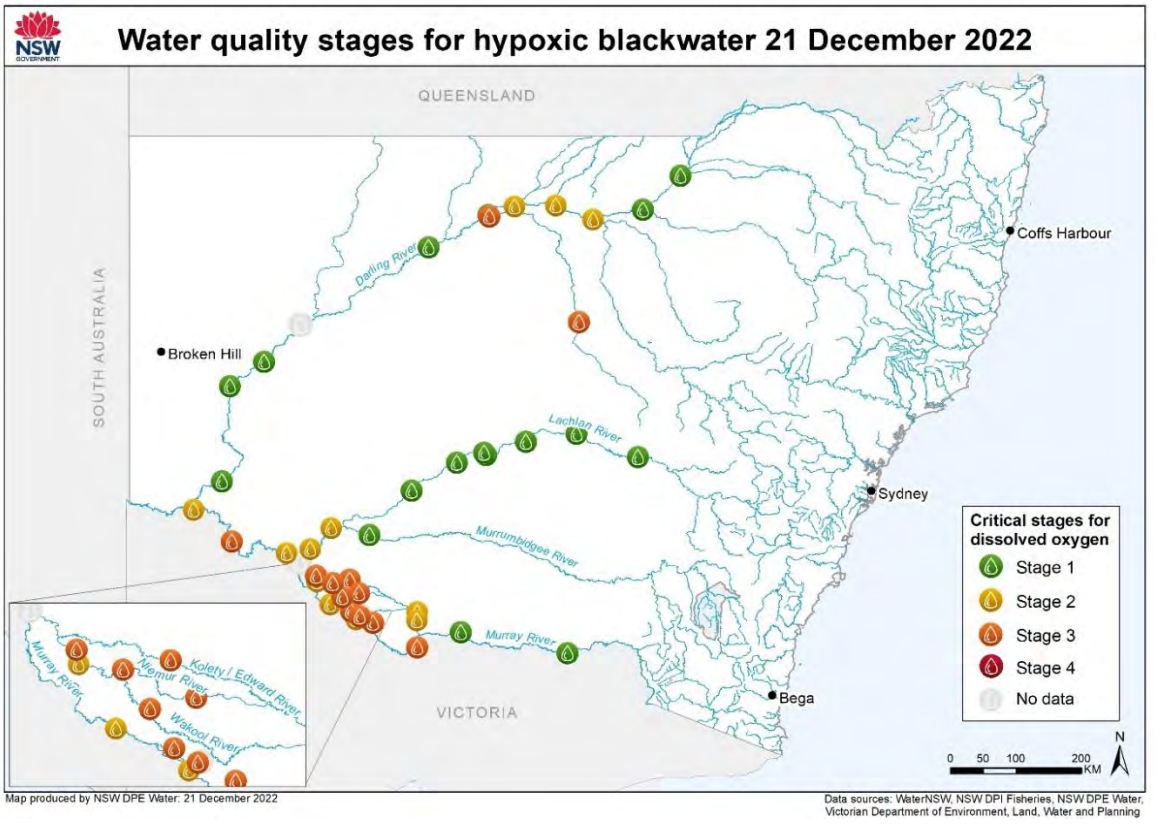 NSW
GOVERNMENT
Water quality stages for hypoxic blackwater 21 December 2022
QUEENSLAND
SOUTH AUSTRALIA
Darling River
Coffs Harbour
Broken Hill
Lachlan River
Sydney
Murrumbidgee River
Murray River
Bega
VICTORIA
Murray River
Kolety / Edward River
Niemur River
Wakool River
Critical stages for
dissolved oxygen
Stage 1
Stage 2
Stage 3
Stage 4
No data
N
0 50 100 200
KM
Map produced by NSW DPE Water: 21 December 2022
Data sources: WaterNSW, NSW DPI Fisheries, NSW DPE Water,
Victorian Department of Environment, Land, Water and Planning